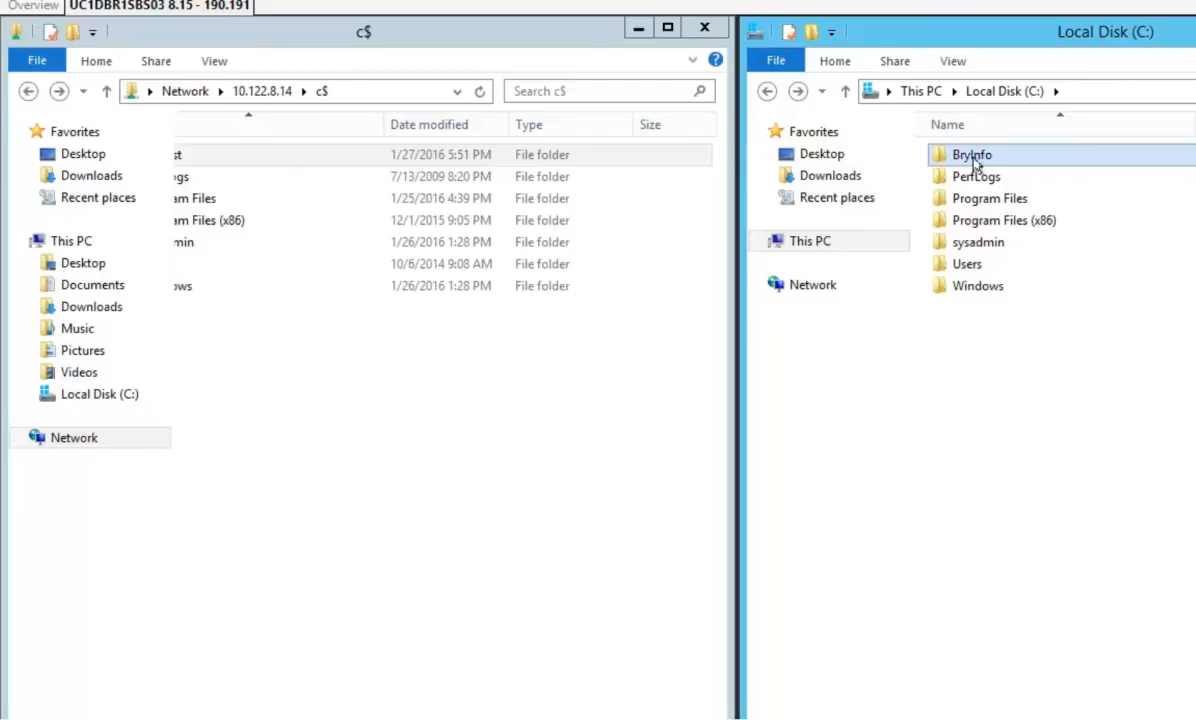 Overview UC1DBR1SBS03 8.15 - 190.191
c$
File Home Share View
Network 10.122.8.14 c$ Search c$
Date modified Type Size
Favorites
Desktop
Downloads
Recent places
This PC
Desktop
Documents
Downloads
Music
Pictures
Videos
Local Disk (C:)
Network
st 1/27/2016 5:51 PM File folder
gs 7/13/2009 8:20 PM File folder
am Files 1/25/2016 4:39 PM File folder
am Files (x86) 12/1/2015 9:05 PM File folder
min 1/26/2016 1:28 PM File folder
10/6/2014 9:08 AM File folder
ows 1/26/2016 1:28 PM File folder
Local Disk (C:)
File Home Share View
This PC Local Disk (C:)
Name
Favorites
Desktop
Downloads
Recent places
This PC
Network
BryInfo
PerfLogs
Program Files
Program Files (x86)
sysadmin
Users
Windows